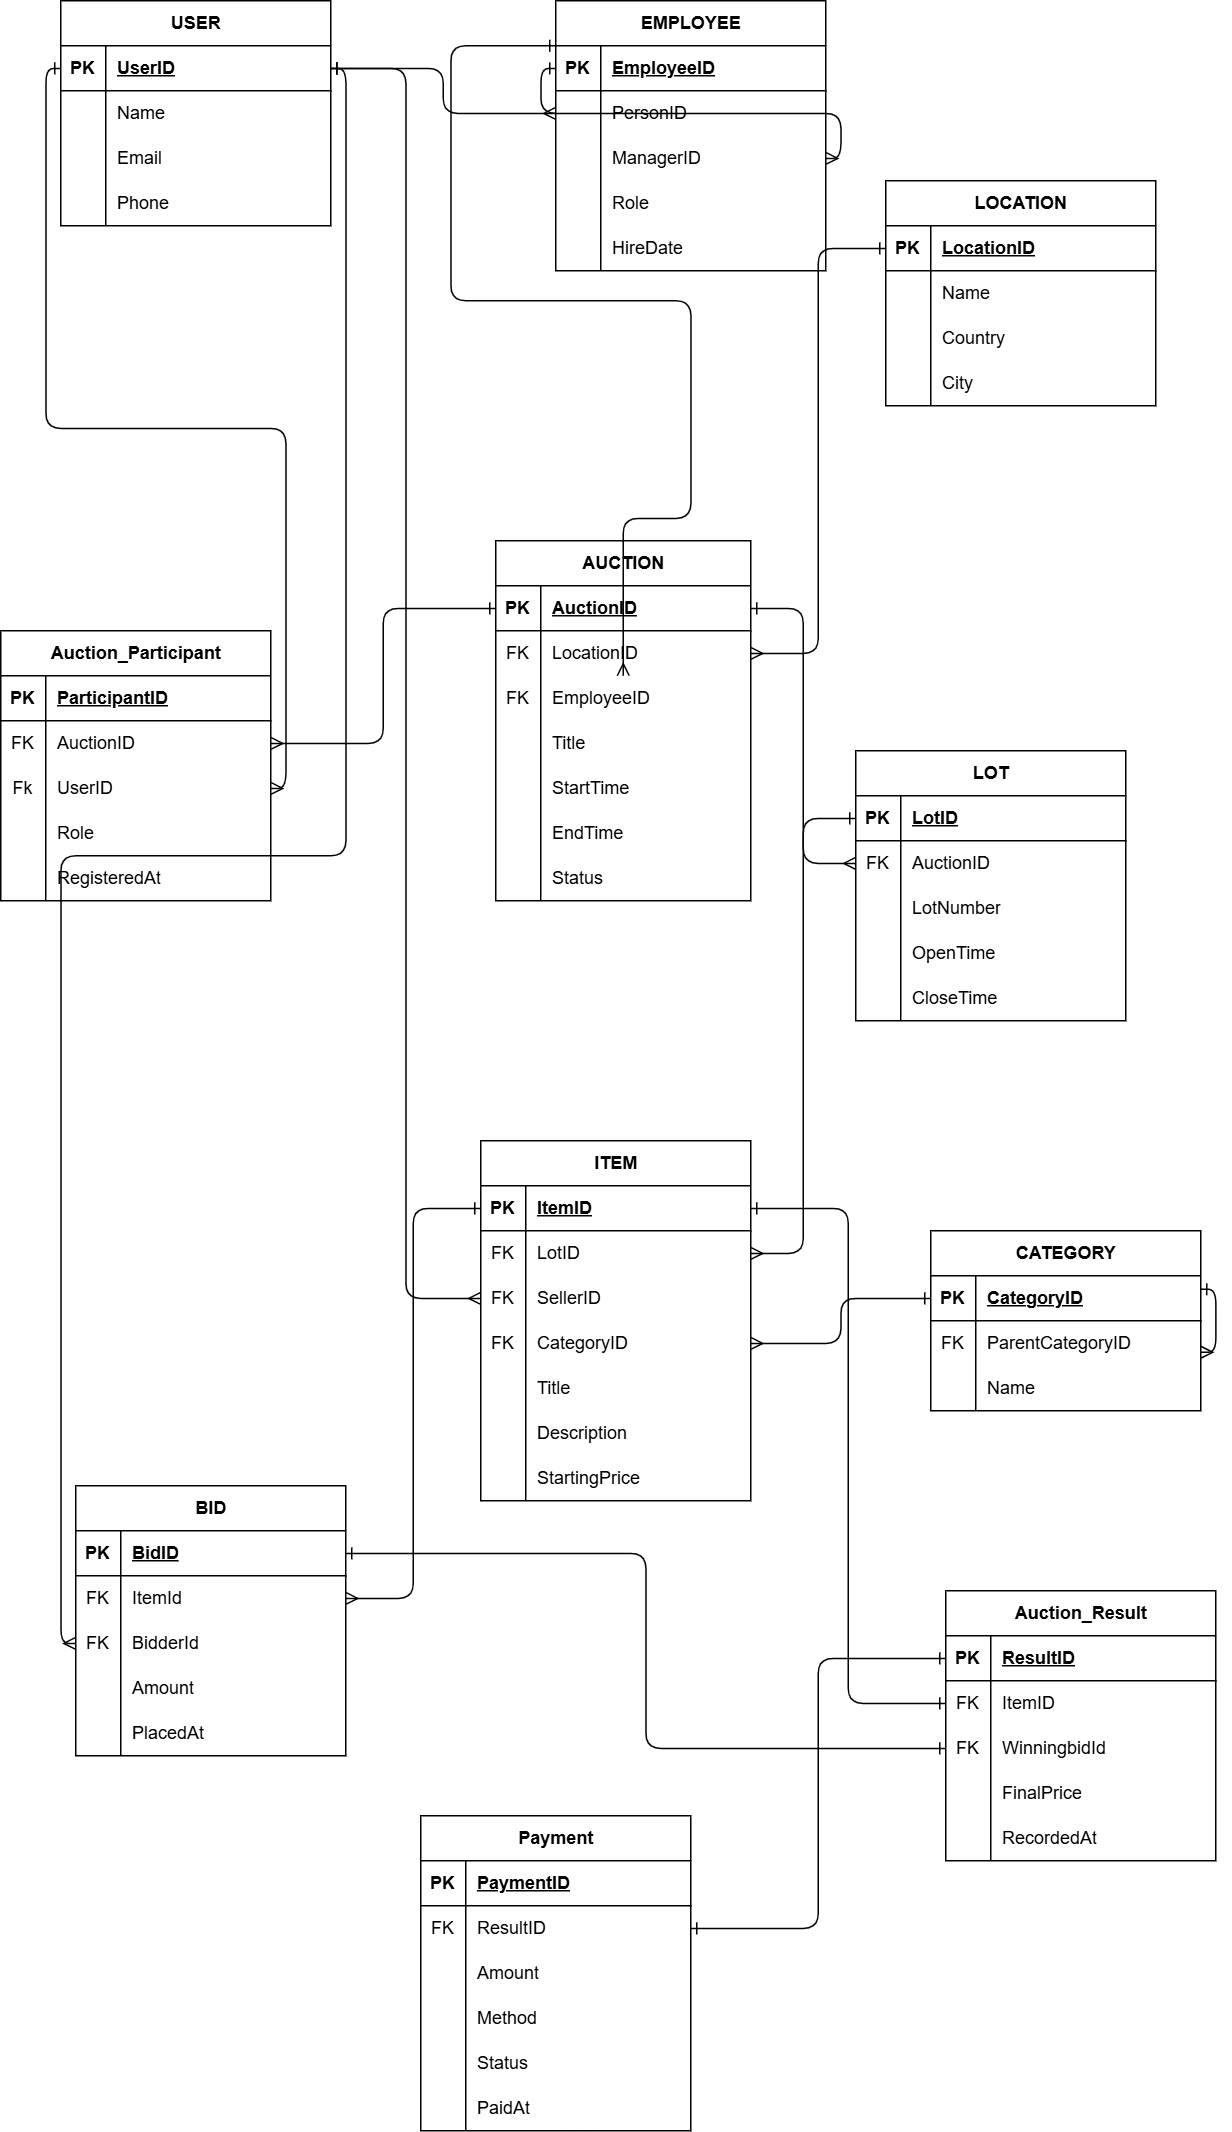 USER
PK UserID
Name
Email
Phone
EMPLOYEE
PK EmployeeID
PersonID
ManagerID
Role
HireDate
LOCATION
PK LocationID
Name
Country
City
AUCTION
PK AuctionID
FK LocationID
FK EmployeeID
Title
StartTime
EndTime
Status
Auction_Participant
PK ParticipantID
FK AuctionID
Fk UserID
Role
RegisteredAt
LOT
PK LotID
FK AuctionID
LotNumber
OpenTime
CloseTime
ITEM
PK ItemID
FK LotID
FK SellerID
FK CategoryID
Title
Description
StartingPrice
CATEGORY
PK CategoryID
FK ParentCategoryID
Name
BID
PK BidID
FK ItemId
FK BidderId
Amount
PlacedAt
Auction_Result
PK ResultID
FK ItemID
FK WinningbidId
FinalPrice
RecordedAt
Payment
PK PaymentID
FK ResultID
Amount
Method
Status
PaidAt